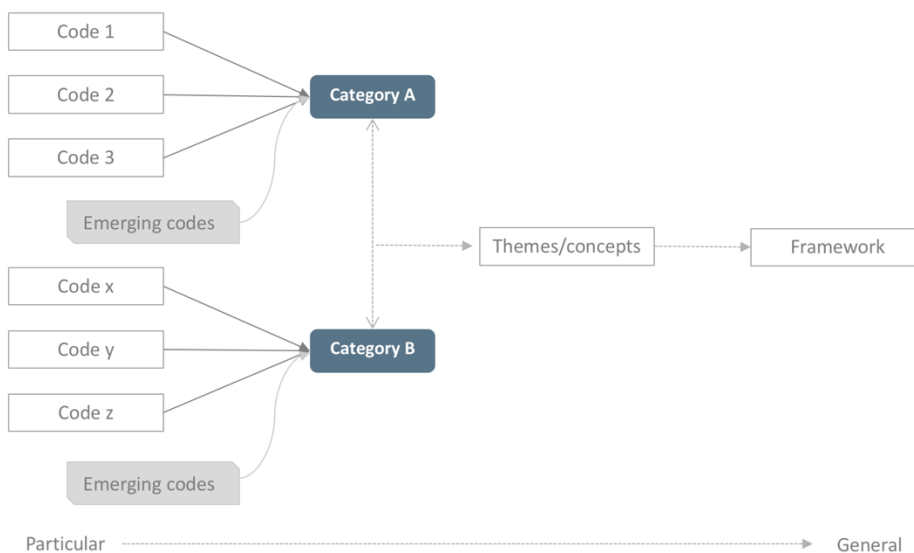 Code 1
Code 2
Code 3
Emerging codes
Category A
Code x
Code y
Code z
Emerging codes
Category B
Themes/concepts
Framework
Particular
General